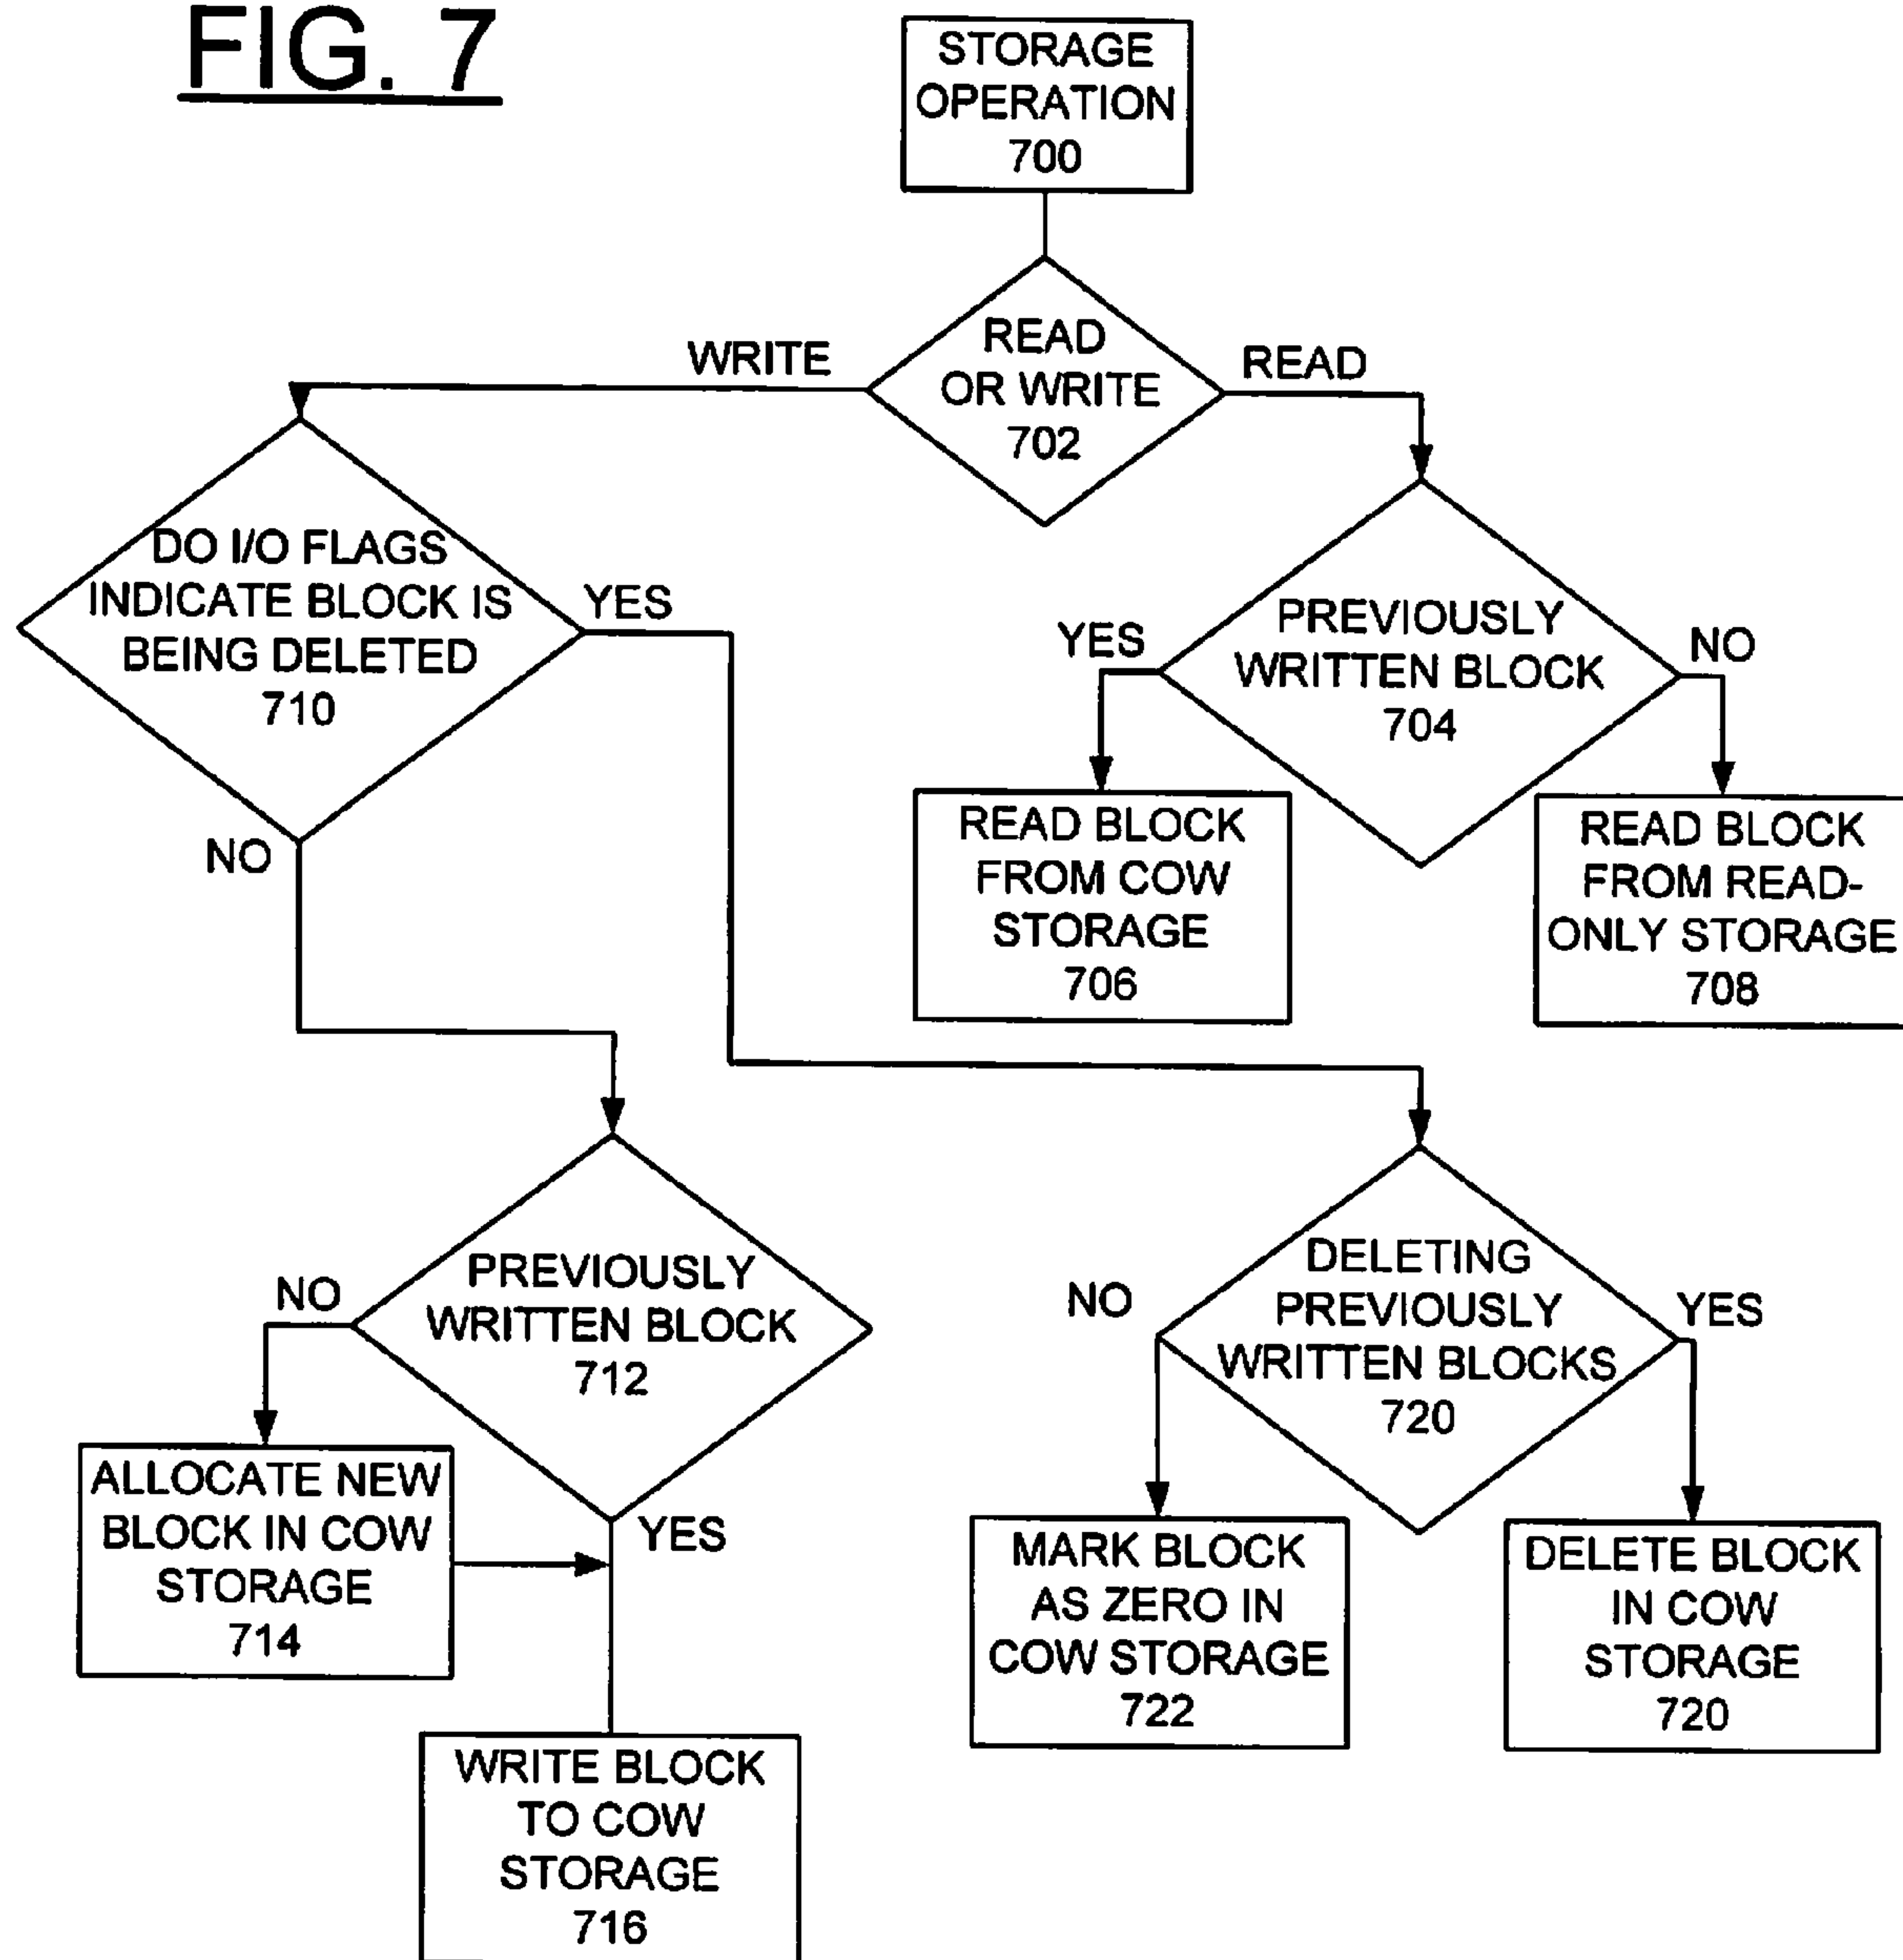 FIG. 7
STORAGE
OPERATION
700
READ
OR WRITE
702
WRITE
READ
DO I/O FLAGS
INDICATE BLOCK IS
BEING DELETED
710
YES
NO
PREVIOUSLY
WRITTEN BLOCK
704
YES
NO
READ BLOCK
FROM COW
STORAGE
706
READ BLOCK
FROM READ-
ONLY STORAGE
708
PREVIOUSLY
WRITTEN BLOCK
712
NO
YES
ALLOCATE NEW
BLOCK IN COW
STORAGE
714
WRITE BLOCK
TO COW
STORAGE
716
DELETING
PREVIOUSLY
WRITTEN BLOCKS
720
NO
YES
MARK BLOCK
AS ZERO IN
COW STORAGE
722
DELETE BLOCK
IN COW
STORAGE
720